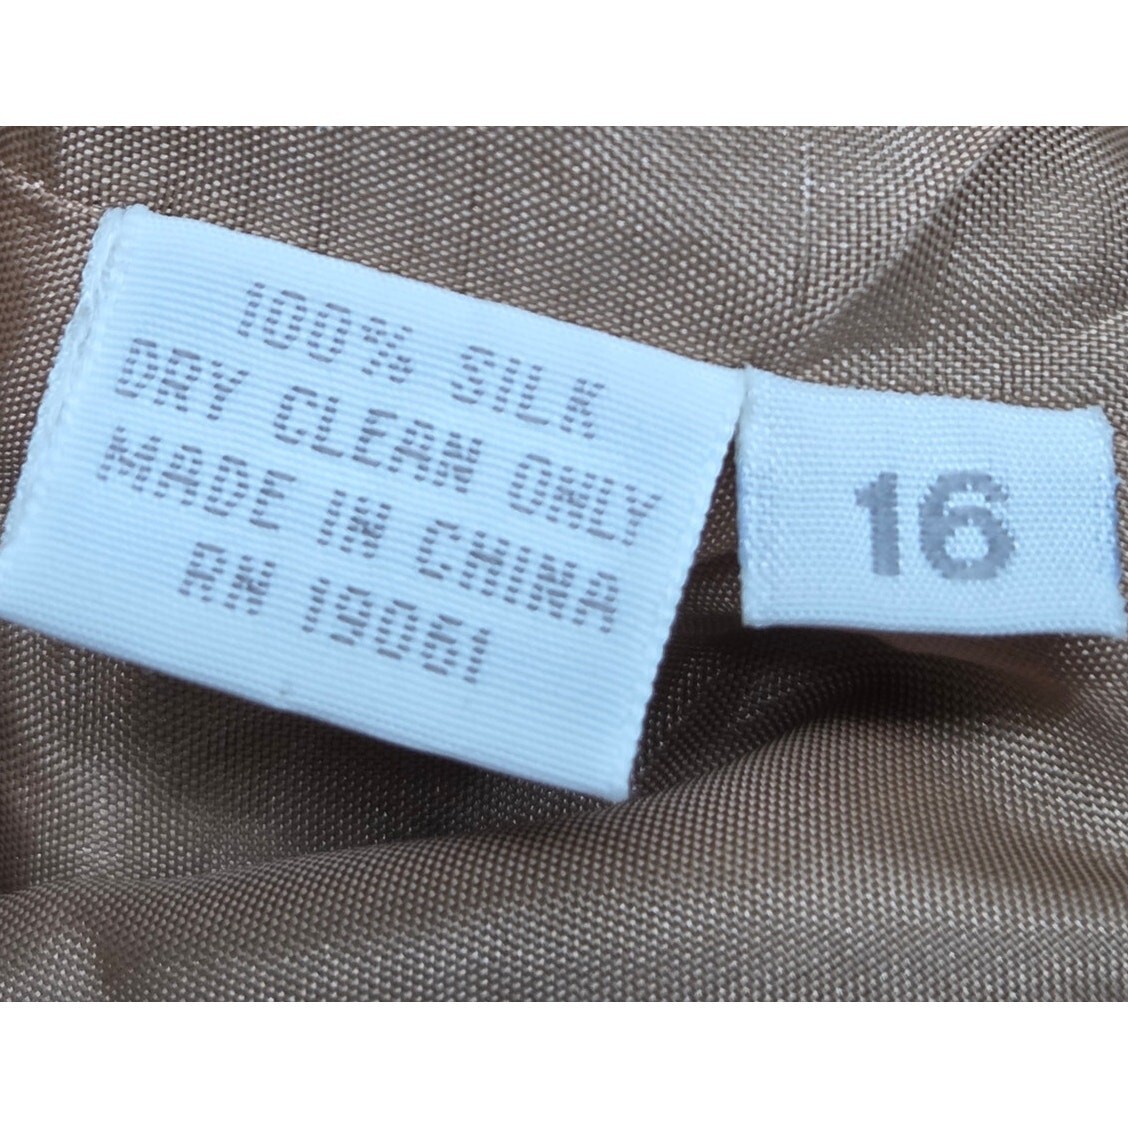 100% SILK
DRY CLEAN ONLY
MADE IN CHINA
RN 19061
16